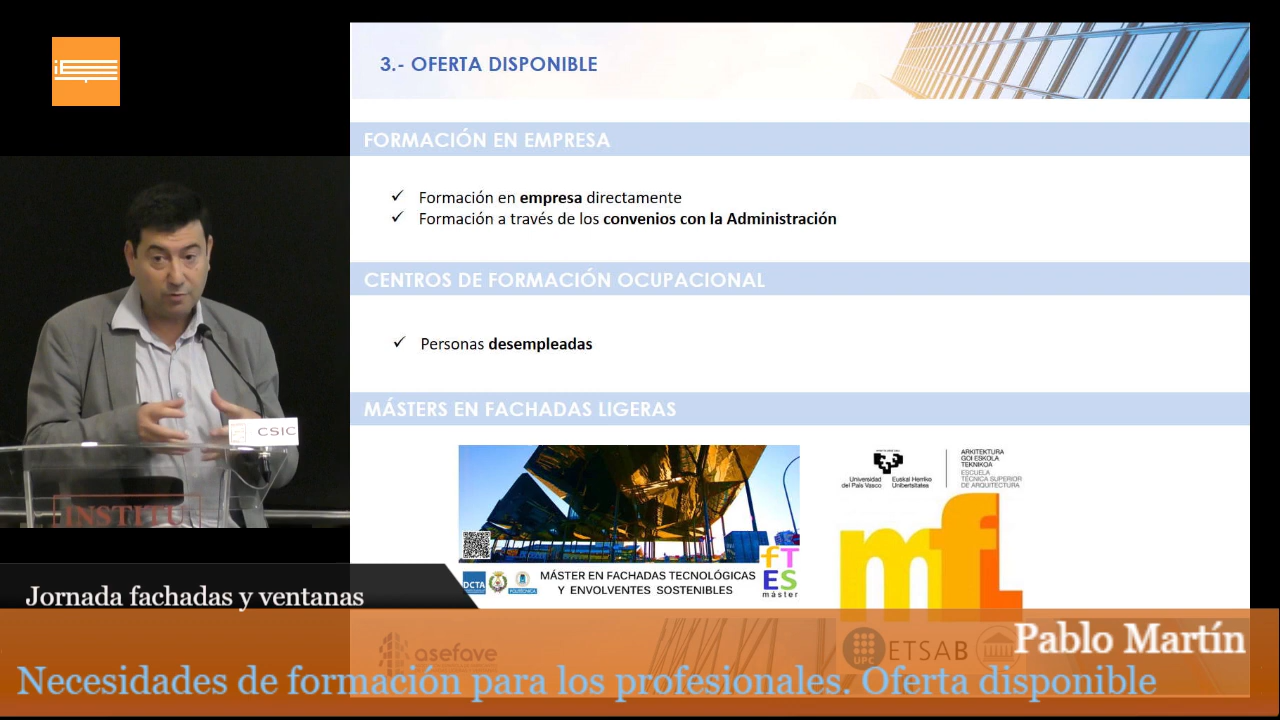 3.- OFERTA DISPONIBLE
FORMACIÓN EN EMPRESA
✓ Formación en empresa directamente
✓ Formación a través de los convenios con la Administración
CENTROS DE FORMACIÓN OCUPACIONAL
✓ Personas desempleadas
MÁSTERS EN FACHADAS LIGERAS
Universidad del País Vasco
Euskal Herriko Unibertsitatea
ARKITEKTURA
GOI ESKOLA
TEKNIKOA
ESCUELA
TÉCNICA SUPERIOR
DE ARQUITECTURA
mfL
fT
ES
máster
DCTA
POLITÉCNICA
MÁSTER EN FACHADAS TECNOLÓGICAS
Y ENVOLVENTES SOSTENIBLES
CSIC
INSTITU
Jornada fachadas y ventanas
asefave
UPC
ETSAB
Pablo Martín
Necesidades de formación para los profesionales. Oferta disponible